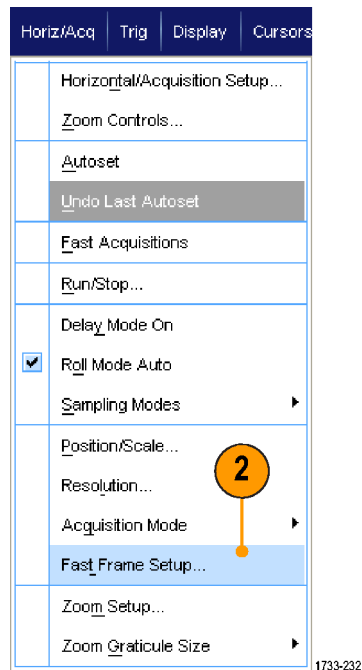 Horiz/Acq Trig Display Cursors
Horizontal/Acquisition Setup...
Zoom Controls...
Autoset
Undo Last Autoset
Fast Acquisitions
Run/Stop...
Delay Mode On
Roll Mode Auto
Sampling Modes
Position/Scale...
2
Resolution...
Acquisition Mode
Fast Frame Setup...
Zoom Setup...
Zoom Graticule Size
1733-232